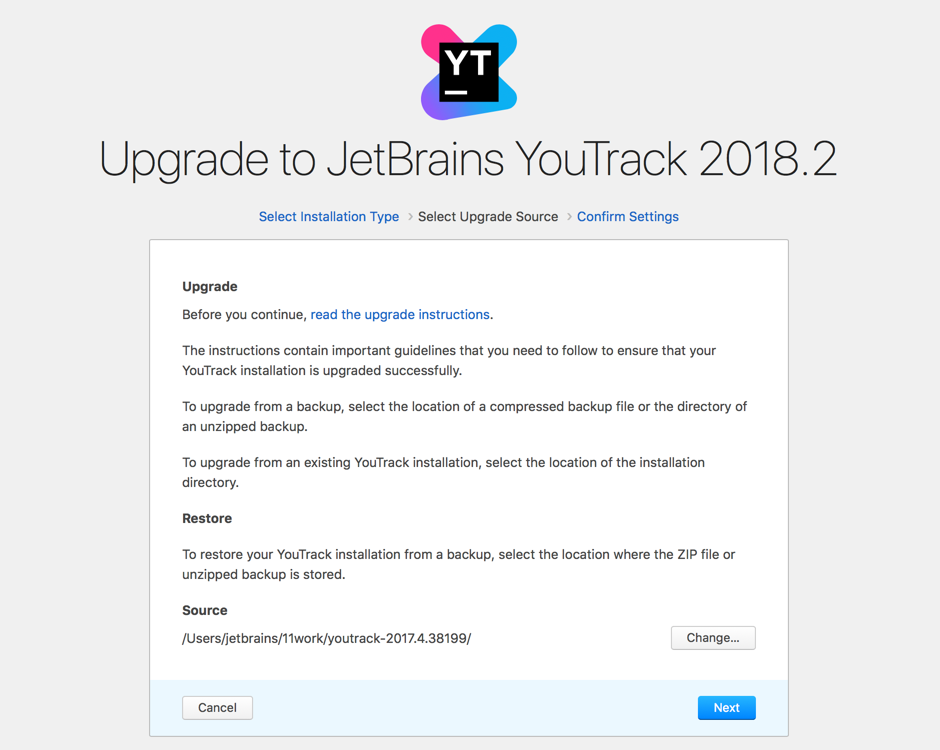 YT
Upgrade to JetBrains YouTrack 2018.2
Select Installation Type > Select Upgrade Source > Confirm Settings
Upgrade
Before you continue, read the upgrade instructions.
The instructions contain important guidelines that you need to follow to ensure that your
YouTrack installation is upgraded successfully.
To upgrade from a backup, select the location of a compressed backup file or the directory of
an unzipped backup.
To upgrade from an existing YouTrack installation, select the location of the installation
directory.
Restore
To restore your YouTrack installation from a backup, select the location where the ZIP file or
unzipped backup is stored.
Source
/Users/jetbrains/11work/youtrack-2017.4.38199/ Change...
Cancel Next